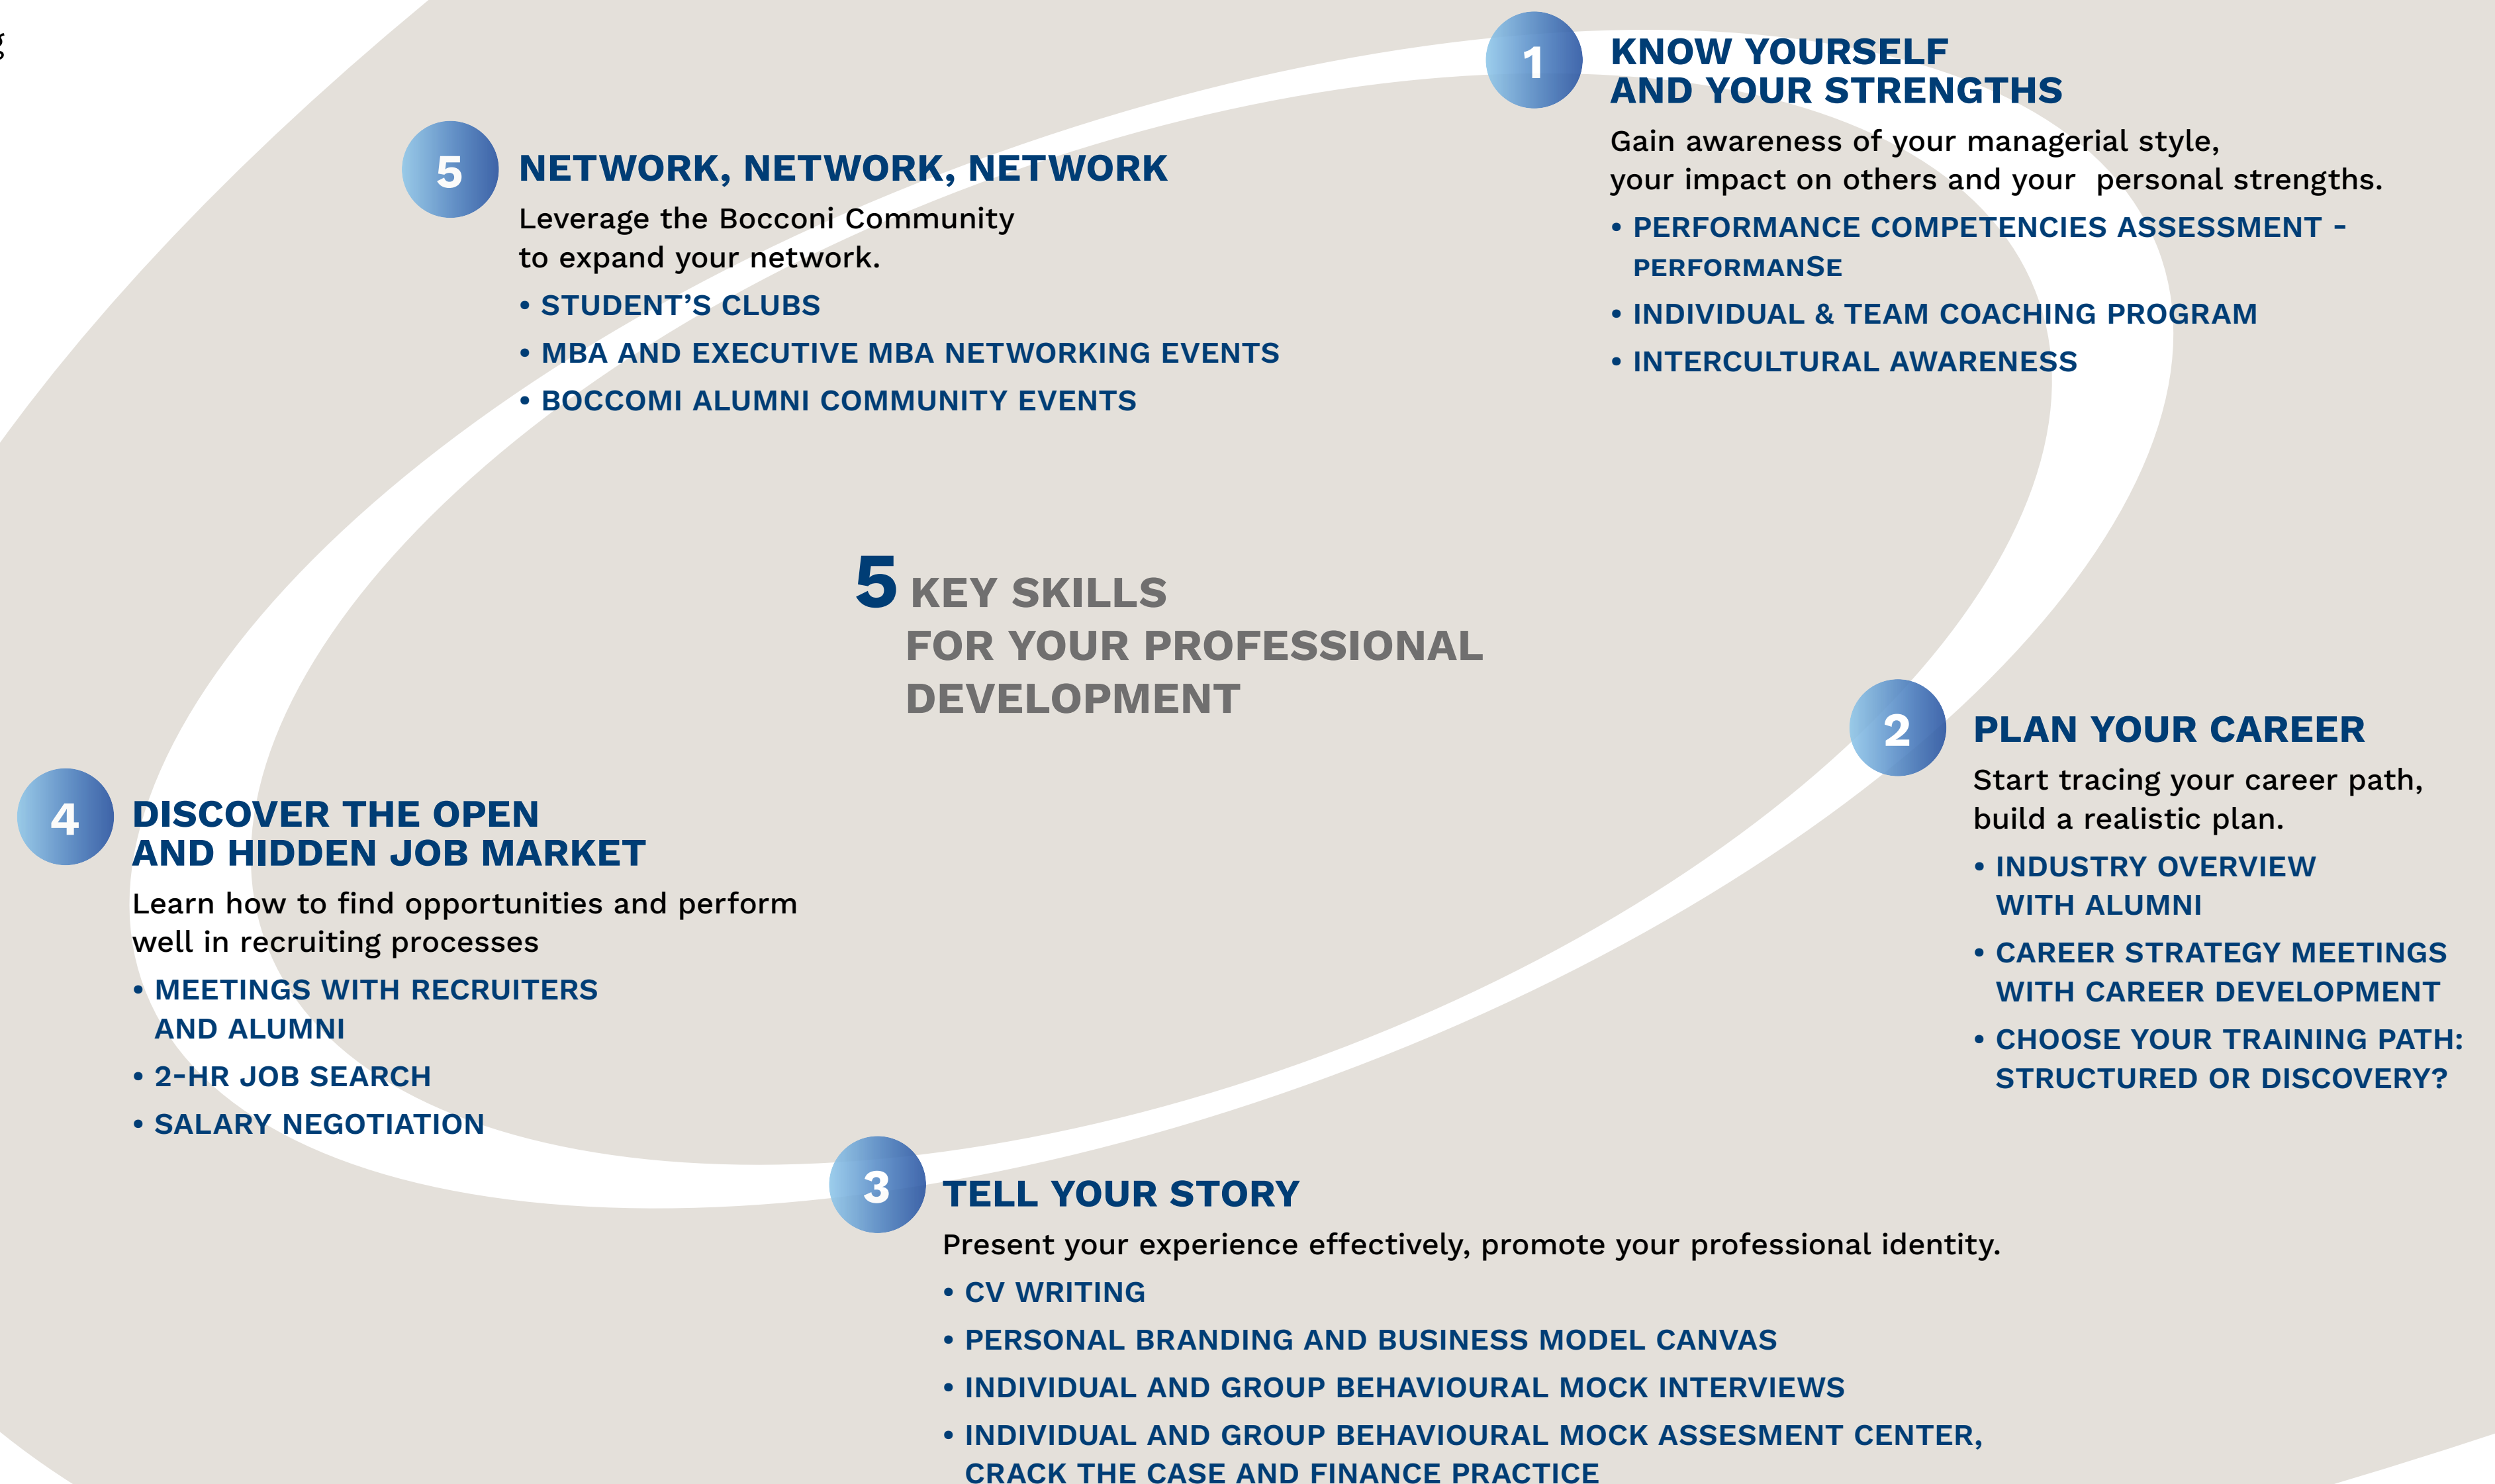 g
1
KNOW YOURSELF
AND YOUR STRENGTHS
Gain awareness of your managerial style,
your impact on others and your  personal strengths.
• PERFORMANCE COMPETENCIES ASSESSMENT -
PERFORMANSE
• INDIVIDUAL & TEAM COACHING PROGRAM
• INTERCULTURAL AWARENESS
5
NETWORK, NETWORK, NETWORK
Leverage the Bocconi Community
to expand your network.
• STUDENT’S CLUBS
• MBA AND EXECUTIVE MBA NETWORKING EVENTS
• BOCCOMI ALUMNI COMMUNITY EVENTS
5 KEY SKILLS
FOR YOUR PROFESSIONAL
DEVELOPMENT
2
PLAN YOUR CAREER
Start tracing your career path,
build a realistic plan.
• INDUSTRY OVERVIEW
WITH ALUMNI
• CAREER STRATEGY MEETINGS
WITH CAREER DEVELOPMENT
• CHOOSE YOUR TRAINING PATH:
STRUCTURED OR DISCOVERY?
4
DISCOVER THE OPEN
AND HIDDEN JOB MARKET
Learn how to find opportunities and perform
well in recruiting processes
• MEETINGS WITH RECRUITERS
AND ALUMNI
• 2-HR JOB SEARCH
• SALARY NEGOTIATION
3
TELL YOUR STORY
Present your experience effectively, promote your professional identity.
• CV WRITING
• PERSONAL BRANDING AND BUSINESS MODEL CANVAS
• INDIVIDUAL AND GROUP BEHAVIOURAL MOCK INTERVIEWS
• INDIVIDUAL AND GROUP BEHAVIOURAL MOCK ASSESMENT CENTER,
CRACK THE CASE AND FINANCE PRACTICE